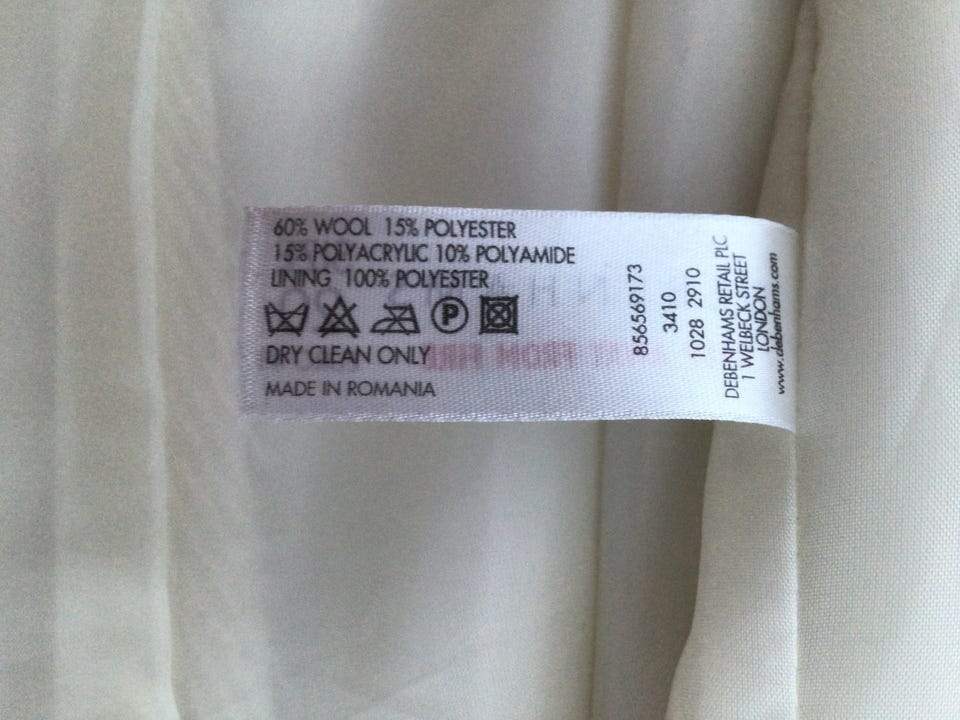 60% WOOL 15% POLYESTER
15% POLYACRYLIC 10% POLYAMIDE
LINING 100% POLYESTER
P
DRY CLEAN ONLY
MADE IN ROMANIA
856569173
3410
1028 2910
DEBENHAMS RETAIL PLC
1 WELBECK STREET
LONDON
www.debenhams.com